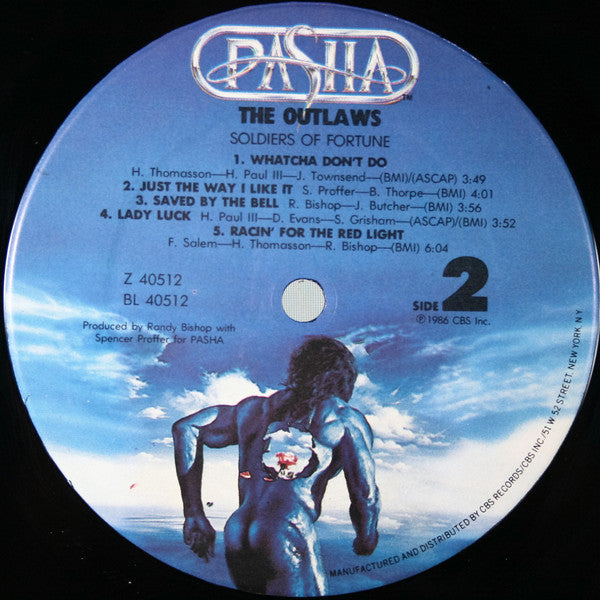 PASHA
TM
THE OUTLAWS
SOLDIERS OF FORTUNE
1. WHATCHA DON'T DO
H. Thomasson—H. Paul III—J. Townsend—(BMI)/(ASCAP) 3:49
2. JUST THE WAY I LIKE IT S. Proffer—B. Thorpe—(BMI) 4:01
3. SAVED BY THE BELL R. Bishop—J. Butcher—(BMI) 3:56
4. LADY LUCK H. Paul III—D. Evans—S. Grisham—(ASCAP)/(BMI) 3:52
5. RACIN' FOR THE RED LIGHT
F. Salem—H. Thomasson—R. Bishop—(BMI) 6:04
Z 40512
BL 40512
SIDE 2
℗1986 CBS Inc.
Produced by Randy Bishop with
Spencer Proffer for PASHA
MANUFACTURED AND DISTRIBUTED BY CBS RECORDS/CBS INC./51 W 52 STREET, NEW YORK, N.Y.